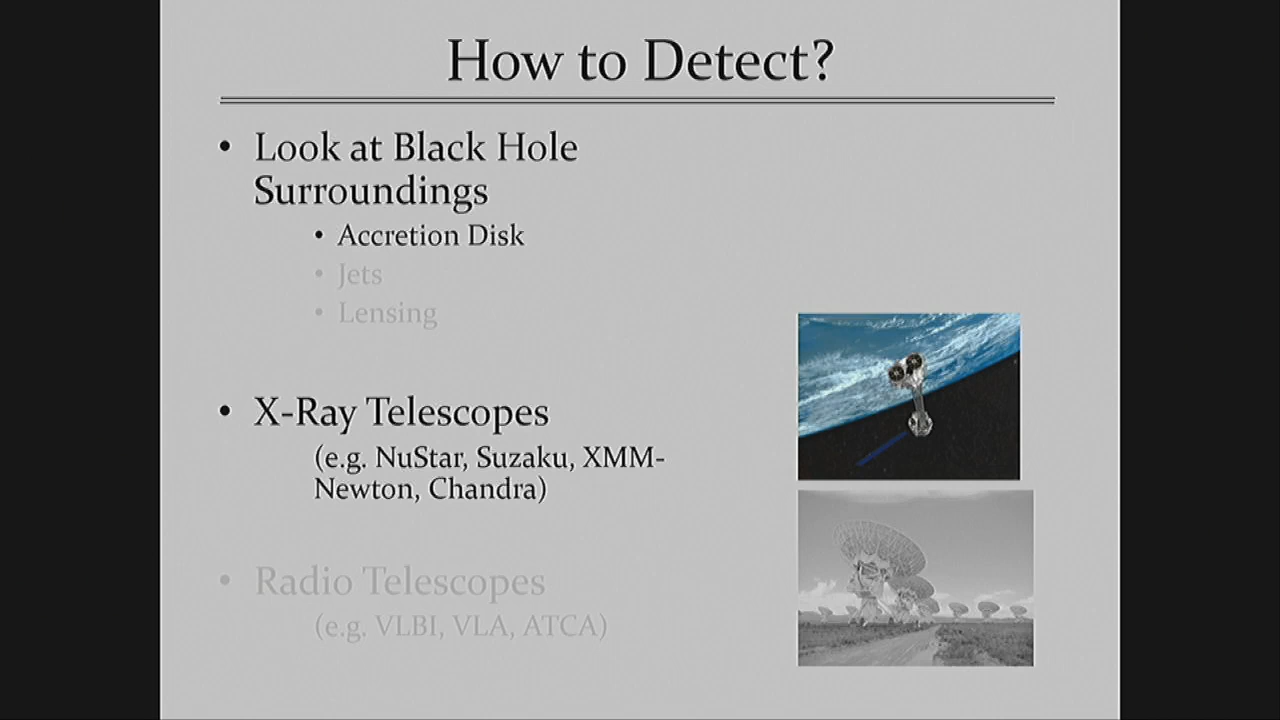 How to Detect?
• Look at Black Hole
Surroundings
• Accretion Disk
• Jets
• Lensing
• X-Ray Telescopes
(e.g. NuStar, Suzaku, XMM-
Newton, Chandra)
• Radio Telescopes
(e.g. VLBI, VLA, ATCA)